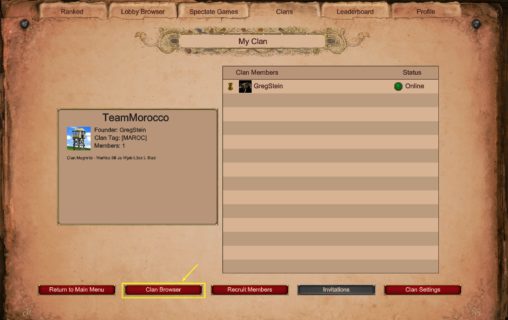 Ranked
Lobby Browser
Spectate Games
Clans
Leaderboard
Profile
My Clan
Clan Members Status
GregStein Online
TeamMorocco
Founder: GregStein
Clan Tag: [MAROC]
Members: 1
Return to Main Menu
Clan Browser
Recruit Members
Invitations
Clan Settings